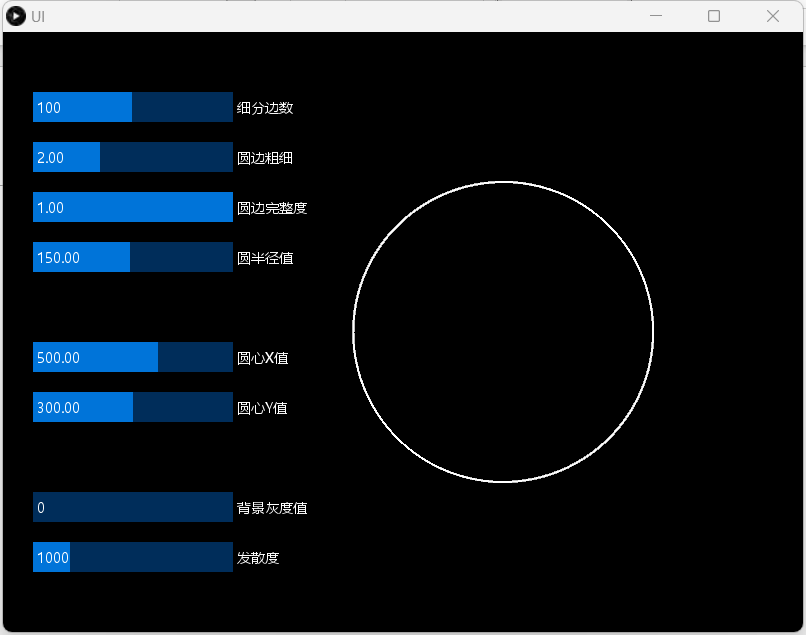 UI
100 细分边数
2.00 圆边粗细
1.00 圆边完整度
150.00 圆半径值
500.00 圆心X值
300.00 圆心Y值
0 背景灰度值
1000 发散度